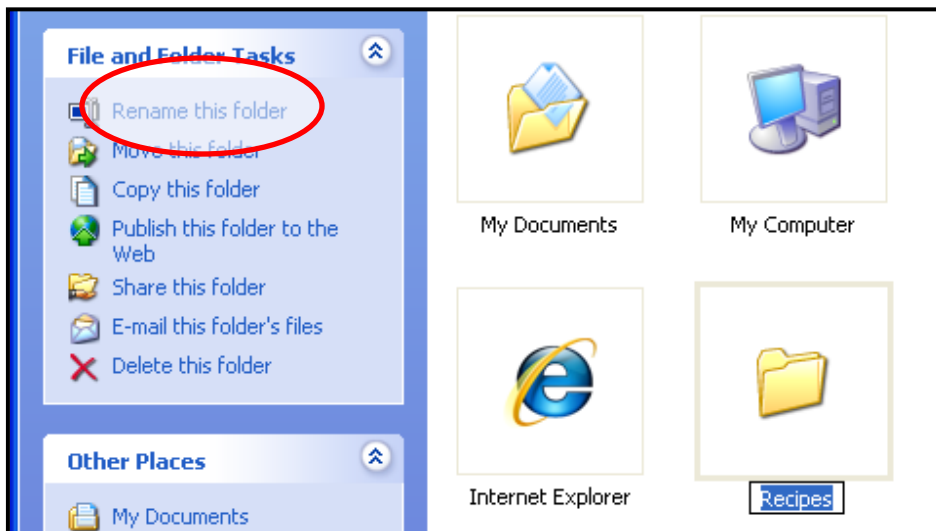 File and Folder Tasks
Rename this folder
Move this folder
Copy this folder
Publish this folder to the
Web
Share this folder
E-mail this folder's files
Delete this folder
Other Places
My Documents
My Documents
My Computer
Internet Explorer
Recipes